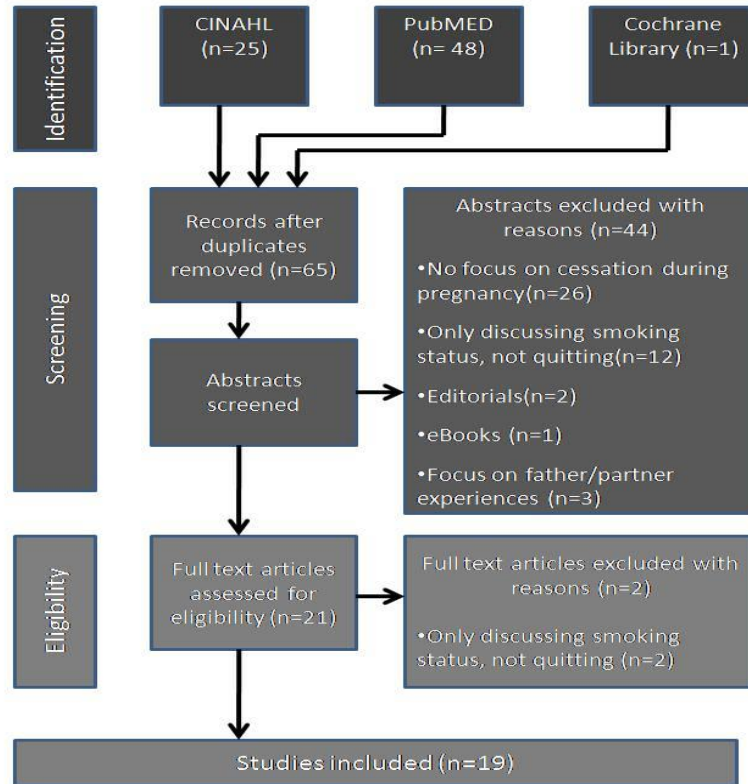 Identification
CINAHL
(n=25)
PubMED
(n= 48)
Cochrane
Library (n=1)
Screening
Records after
duplicates
removed (n=65)
Abstracts
screened
Abstracts excluded with
reasons (n=44)
•No focus on cessation during
pregnancy(n=26)
•Only discussing smoking
status, not quitting(n=12)
•Editorials(n=2)
•eBooks (n=1)
•Focus on father/partner
experiences (n=3)
Eligibility
Full text articles
assessed for
eligibility (n=21)
Full text articles excluded with
reasons (n=2)
•Only discussing smoking
status, not quitting (n=2)
Studies included (n=19)